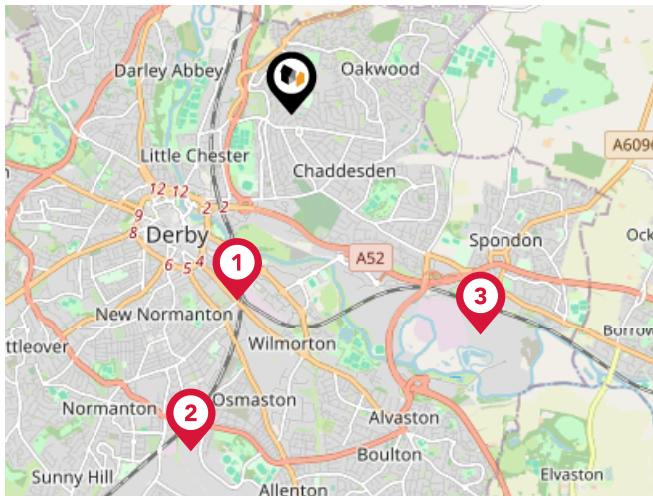 Darley Abbey
Oakwood
A609
Little Chester
Chaddesden
12 12
9
2 2
8
Derby
6 5 4
1
A52
Spondon
Ock
3
New Normanton
Wilmorton
Borrow
ttleover
2
Normanton
Osmaston
Alvaston
Boulton
Sunny Hill
Allenton
Elvaston